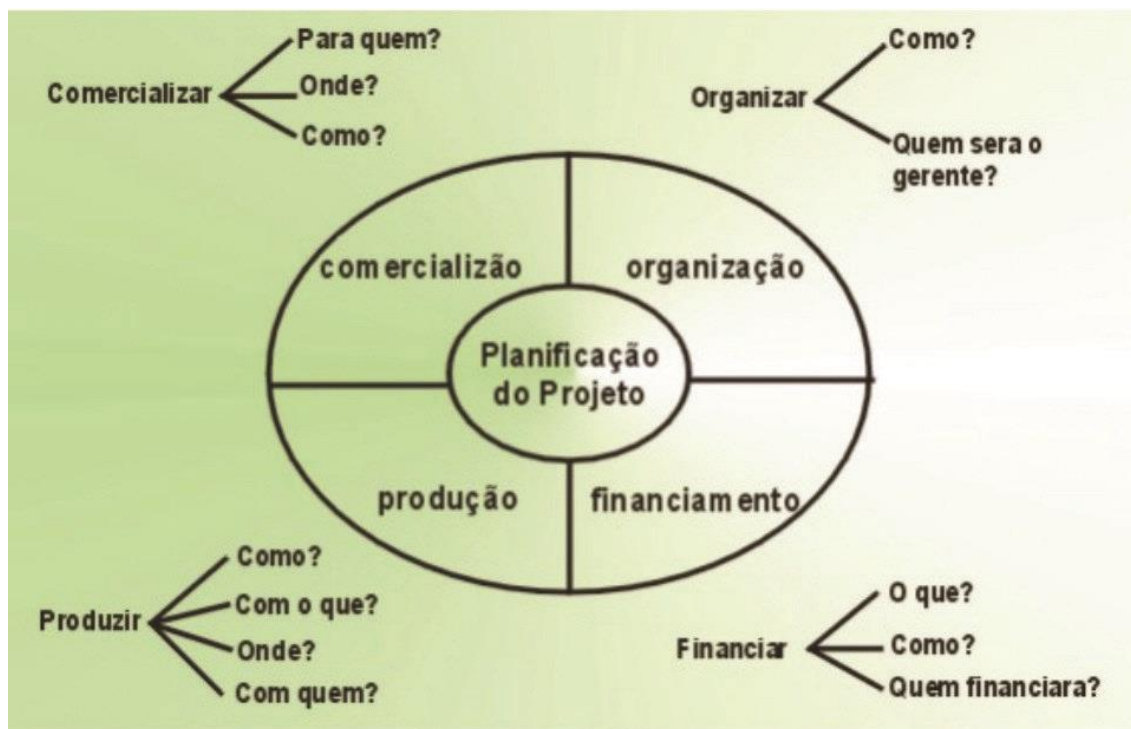 Comercializar
Para quem?
Onde?
Como?
Organizar
Como?
Quem sera o
gerente?
comercializão
organização
Planificação
do Projeto
produção
financiamento
Produzir
Como?
Com o que?
Onde?
Com quem?
Financiar
O que?
Como?
Quem financiara?